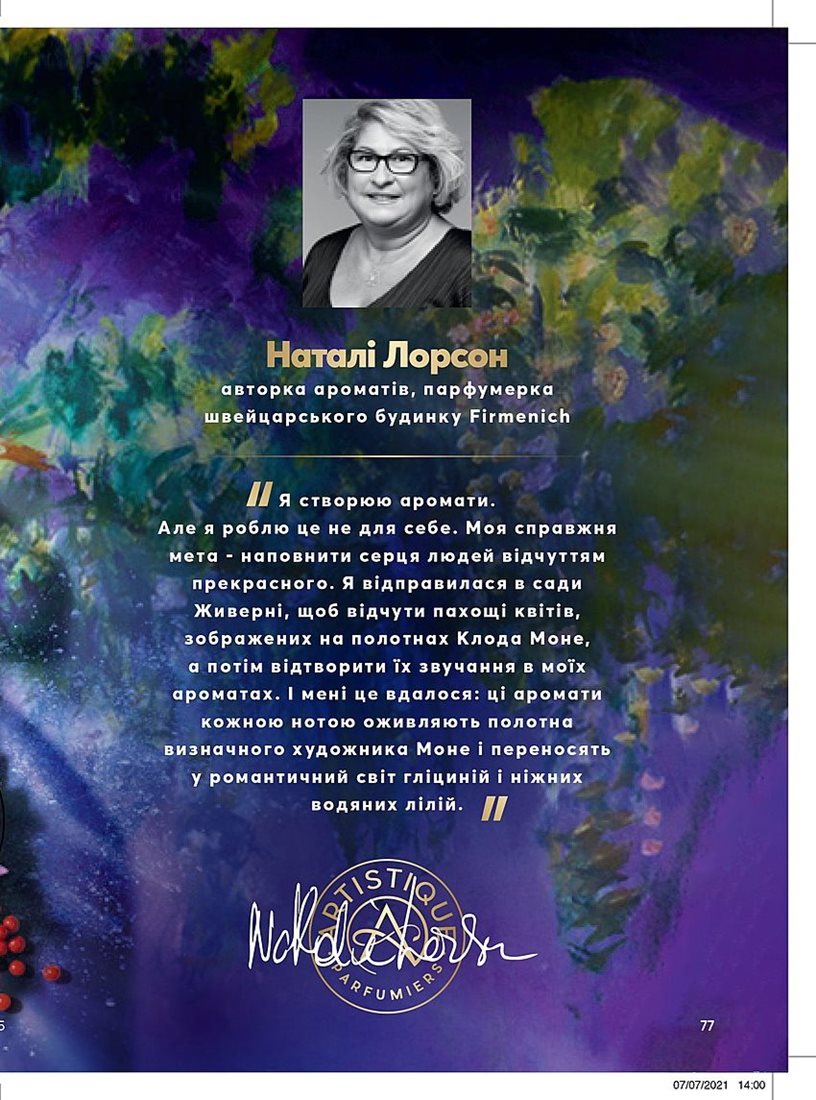 Наталі Лорсон
авторка ароматів, парфумерка
швейцарського будинку Firmenich
" Я створюю аромати.
Але я роблю це не для себе. Моя справжня
мета - наповнити серця людей відчуттям
прекрасного. Я відправилася в сади
Живерні, щоб відчути пахощі квітів,
зображених на полотнах Клода Моне,
а потім відтворити їх звучання в моїх
ароматах. І мені це вдалося: ці аромати
кожною нотою оживляють полотна
визначного художника Моне і переносять
у романтичний світ гліциній і ніжних
водяних лілій. "
ARTISTIQUE
PARFUMIERS
77
07/07/2021 14:00